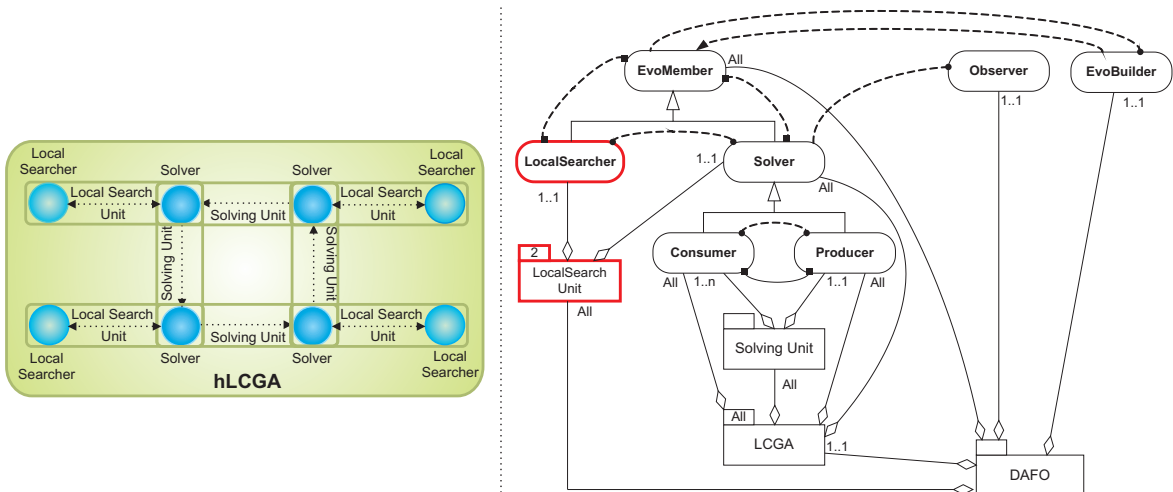 Local
Searcher
Solver
Solver
Local
Searcher
Local Search
Unit
Solving Unit
Local Search
Unit
Solving Unit
Solving Unit
Local Search
Unit
Solving Unit
Local Search
Unit
Local
Searcher
Solver
Solver
Local
Searcher
hLCGA
EvoMember
All
Observer
1..1
EvoBuilder
1..1
LocalSearcher
1..1
1..1
Solver
All
Consumer
All
1..n
Producer
1..1
All
2
LocalSearch
Unit
All
Solving Unit
All
All
LCGA
1..1
DAFO